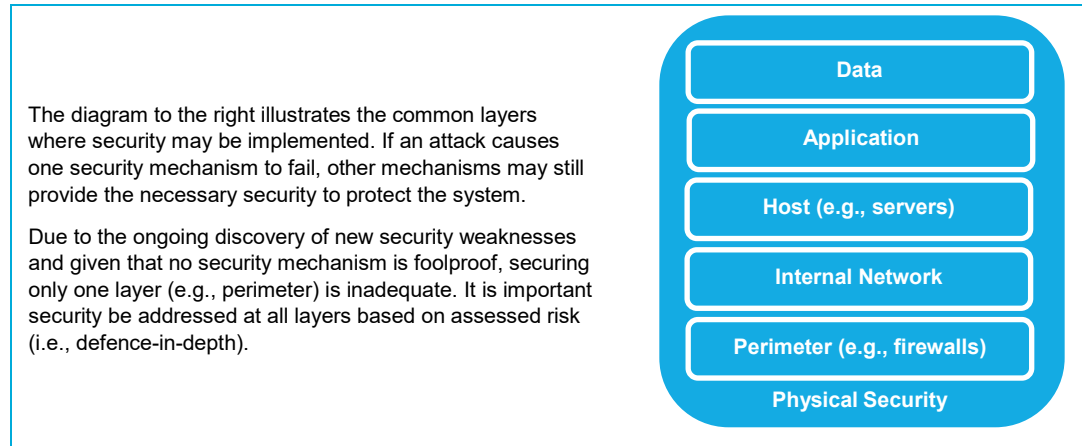 The diagram to the right illustrates the common layers
where security may be implemented. If an attack causes
one security mechanism to fail, other mechanisms may still
provide the necessary security to protect the system.
Due to the ongoing discovery of new security weaknesses
and given that no security mechanism is foolproof, securing
only one layer (e.g., perimeter) is inadequate. It is important
security be addressed at all layers based on assessed risk
(i.e., defence-in-depth).
Data
Application
Host (e.g., servers)
Internal Network
Perimeter (e.g., firewalls)
Physical Security